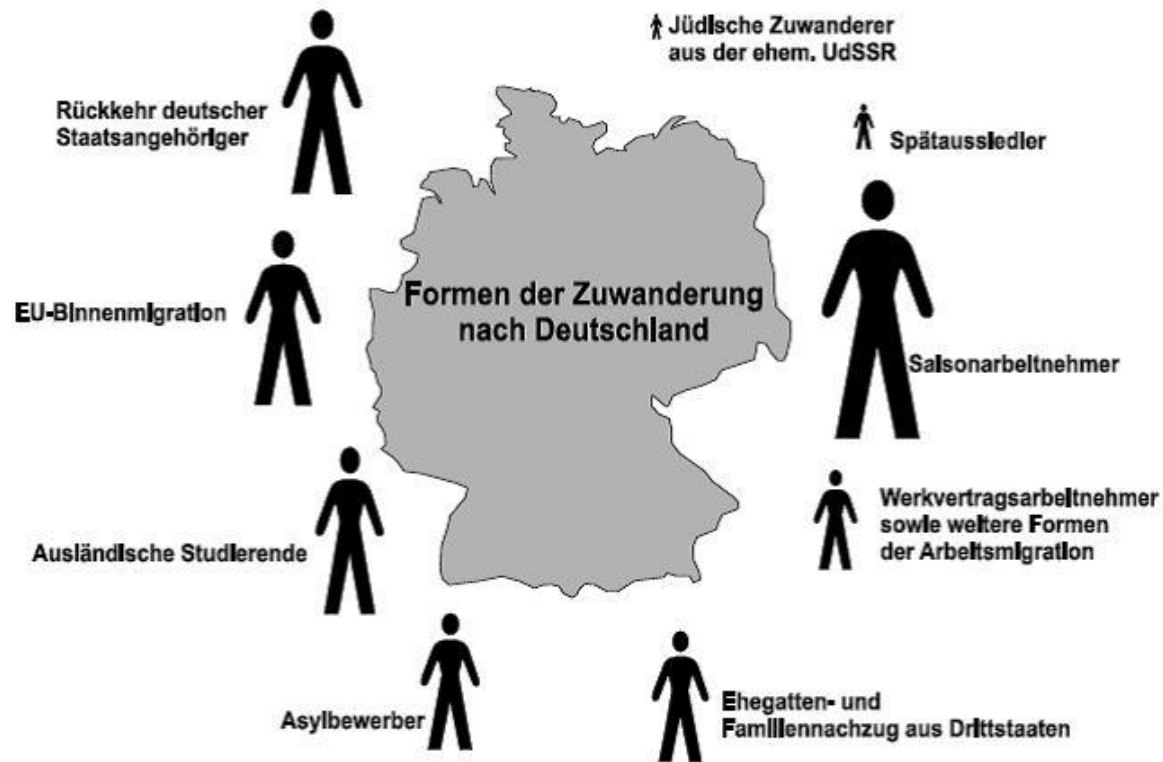 Jüdische Zuwanderer
aus der ehem. UdSSR
Rückkehr deutscher
Staatsangehöriger
Spätaussiedler
Formen der Zuwanderung
nach Deutschland
EU-Binnenmigration
Saisonarbeitnehmer
Werkvertragsarbeitnehmer
sowie weitere Formen
der Arbeitsmigration
Ausländische Studierende
Asylbewerber
Ehegatten- und
Familiennachzug aus Drittstaaten